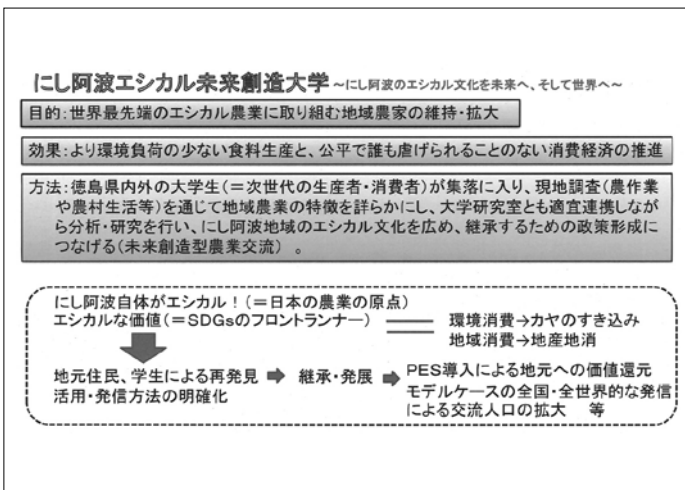 にし阿波エシカル未来創造大学 ~にし阿波のエシカル文化を未来へ、そして世界へ~
目的:世界最先端のエシカル農業に取り組む地域農家の維持・拡大
効果:より環境負荷の少ない食料生産と、公平で誰も虐げられることのない消費経済の推進
方法:徳島県内外の大学生(=次世代の生産者・消費者)が集落に入り、現地調査(農作業
や農村生活等)を通じて地域農業の特徴を詳らかにし、大学研究室とも適宜連携しなが
ら分析・研究を行い、にし阿波地域のエシカル文化を広め、継承するための政策形成に
つなげる(未来創造型農業交流) 。
にし阿波自体がエシカル!(=日本の農業の原点)
エシカルな価値(=SDGsのフロントランナー)
環境消費→カヤのすき込み
地域消費→地産地消
地元住民、学生による再発見
活用・発信方法の明確化
継承・発展
PES導入による地元への価値還元
モデルケースの全国・全世界的な発信
による交流人口の拡大 等